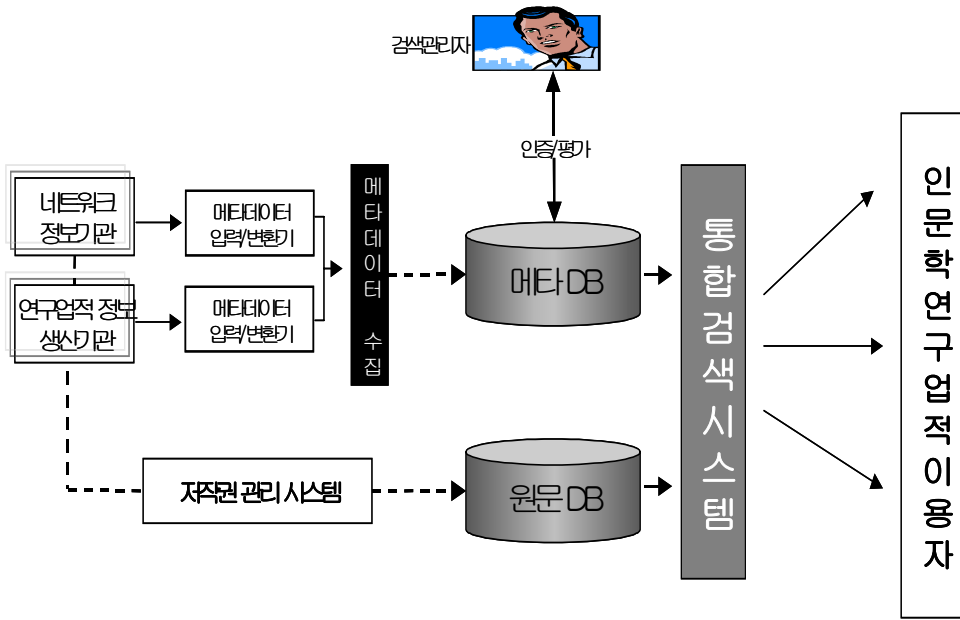 검색관리자
인증/평가
네트워크
정보기관
메타데이터
입력/변환기
연구업적 정보
생산기관
메타데이터
입력/변환기
메타데이터 수집
메타 DB
통합검색시스템
인문학연구업적이용자
저작권 관리 시스템
원문 DB